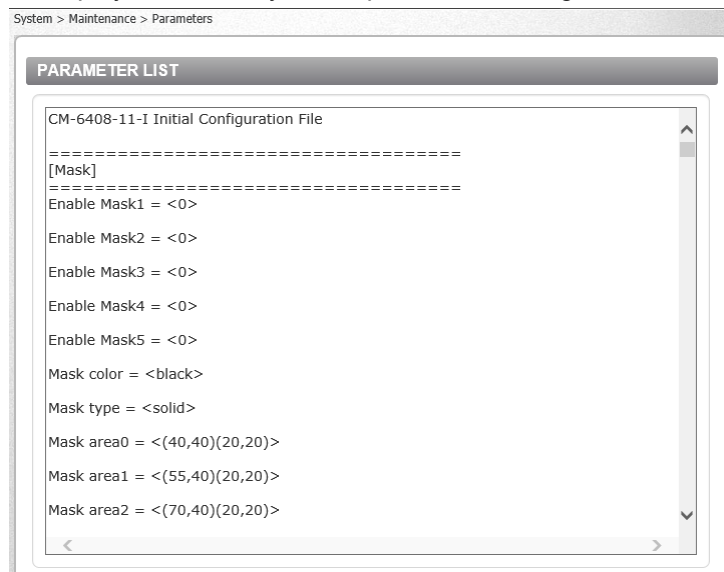 System > Maintenance > Parameters
PARAMETER LIST
CM-6408-11-I Initial Configuration File
====================================
[Mask]
====================================
Enable Mask1 = <0>
Enable Mask2 = <0>
Enable Mask3 = <0>
Enable Mask4 = <0>
Enable Mask5 = <0>
Mask color = <black>
Mask type = <solid>
Mask area0 = <(40,40)(20,20)>
Mask area1 = <(55,40)(20,20)>
Mask area2 = <(70,40)(20,20)>